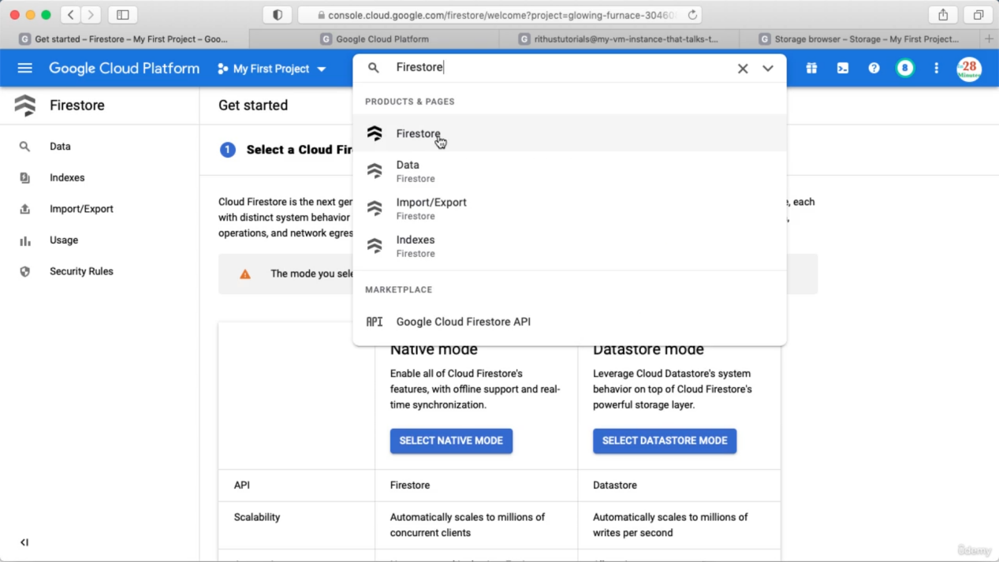 console.cloud.google.com/firestore/welcome?project=glowing-furnace-30460
Get started – Firestore – My First Project – Goo...
Google Cloud Platform
rithustutorials@my-vm-instance-that-talks-t...
Storage browser – Storage – My First Project...
Google Cloud Platform
My First Project
Firestore
8
28
Minutes
Firestore
Get started
PRODUCTS & PAGES
Firestore
Data
Firestore
Import/Export
Firestore
Indexes
Firestore
MARKETPLACE
API
Google Cloud Firestore API
Data
Indexes
Import/Export
Usage
Security Rules
1
Select a Cloud Fir
Cloud Firestore is the next ger
, each
with distinct system behavior
operations, and network egres
The mode you sele
Native mode
Datastore mode
Enable all of Cloud Firestore's
features, with offline support and real-
time synchronization.
Leverage Cloud Datastore's system
behavior on top of Cloud Firestore's
powerful storage layer.
SELECT NATIVE MODE
SELECT DATASTORE MODE
API
Firestore
Datastore
Scalability
Automatically scales to millions of
concurrent clients
Automatically scales to millions of
writes per second
ûdemy